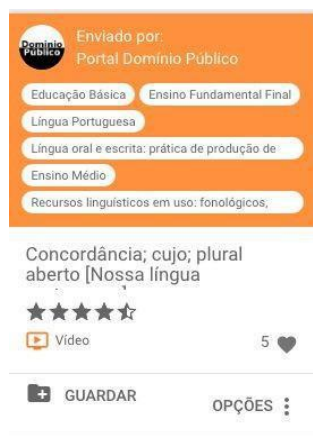 Domínio
Público
Enviado por:
Portal Domínio Público
Educação Básica
Ensino Fundamental Final
Língua Portuguesa
Língua oral e escrita: prática de produção de
Ensino Médio
Recursos linguísticos em uso: fonológicos,
Concordância; cujo; plural
aberto [Nossa língua
Vídeo
5
GUARDAR
OPÇÕES